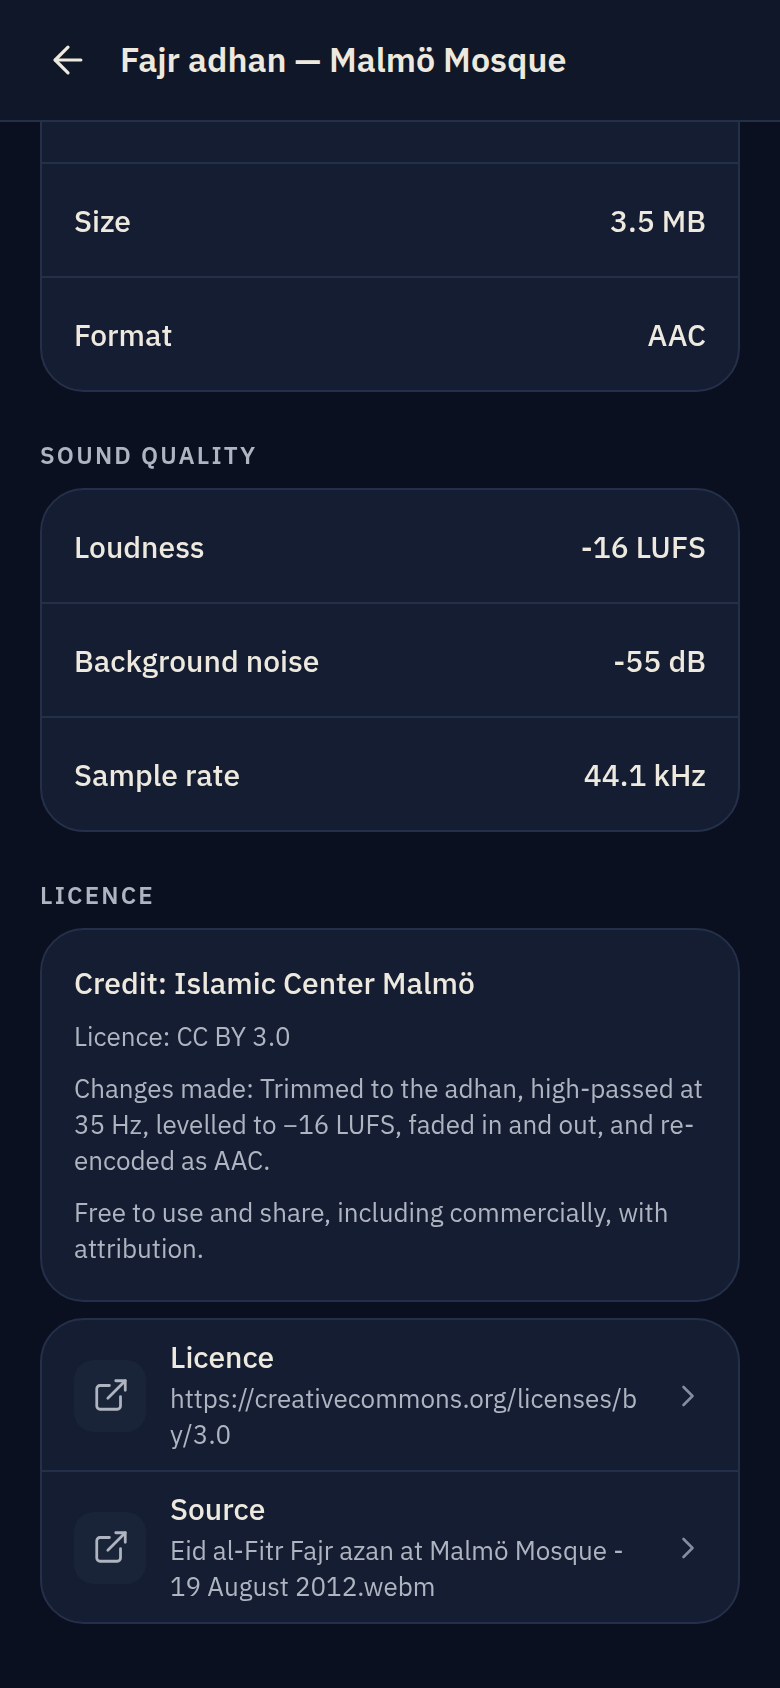 Fajr adhan — Malmö Mosque
Size 3.5 MB
Format AAC
SOUND QUALITY
Loudness -16 LUFS
Background noise -55 dB
Sample rate 44.1 kHz
LICENCE
Credit: Islamic Center Malmö
Licence: CC BY 3.0
Changes made: Trimmed to the adhan, high-passed at
35 Hz, levelled to −16 LUFS, faded in and out, and re-
encoded as AAC.
Free to use and share, including commercially, with
attribution.
Licence
https://creativecommons.org/licenses/b
y/3.0
Source
Eid al-Fitr Fajr azan at Malmö Mosque -
19 August 2012.webm